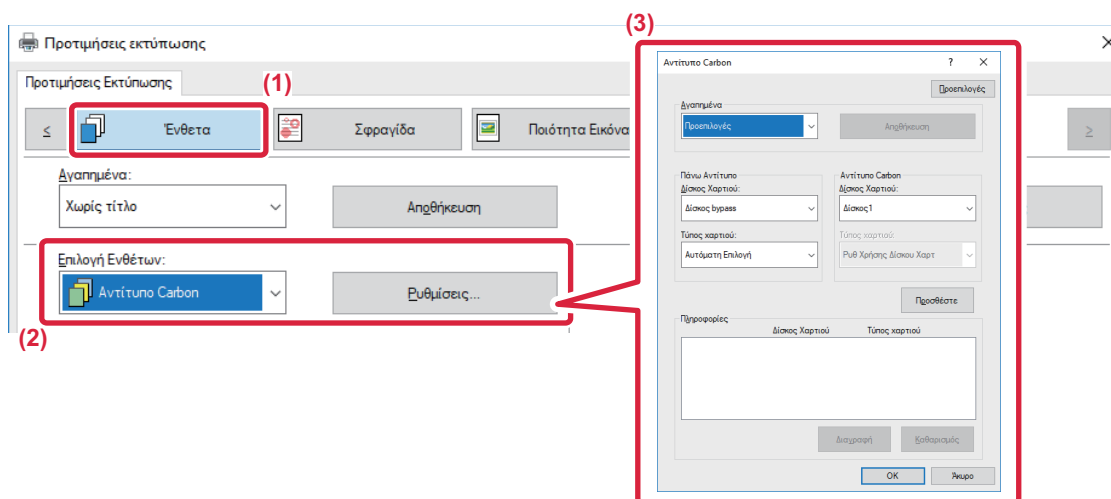 (3)
Προτιμήσεις εκτύπωσης
Προτιμήσεις Εκτύπωσης
(1)
<
Ένθετα
Σφραγίδα
Ποιότητα Εικόνα
>
Αγαπημένα:
Χωρίς τίτλο
Αποθήκευση
Επιλογή Ενθέτων:
Αντίτυπο Carbon
Ρυθμίσεις...
(2)
Αντίτυπο Carbon
?
Προεπιλογές
Αγαπημένα
Προεπιλογές
Αποθήκευση
Πάνω Αντίτυπο
Αντίτυπο Carbon
Δίσκος Χαρτιού:
Δίσκος Χαρτιού:
Δίσκος bypass
Δίσκος1
Τύπος χαρτιού:
Τύπος χαρτιού:
Αυτόματη Επιλογή
Ρυθ Χρήσης Δίσκου Χαρτ
Προσθέστε
Πληροφορίες
Δίσκος Χαρτιού
Τύπος χαρτιού
Διαγραφή
Καθαρισμός
OK
Άκυρο